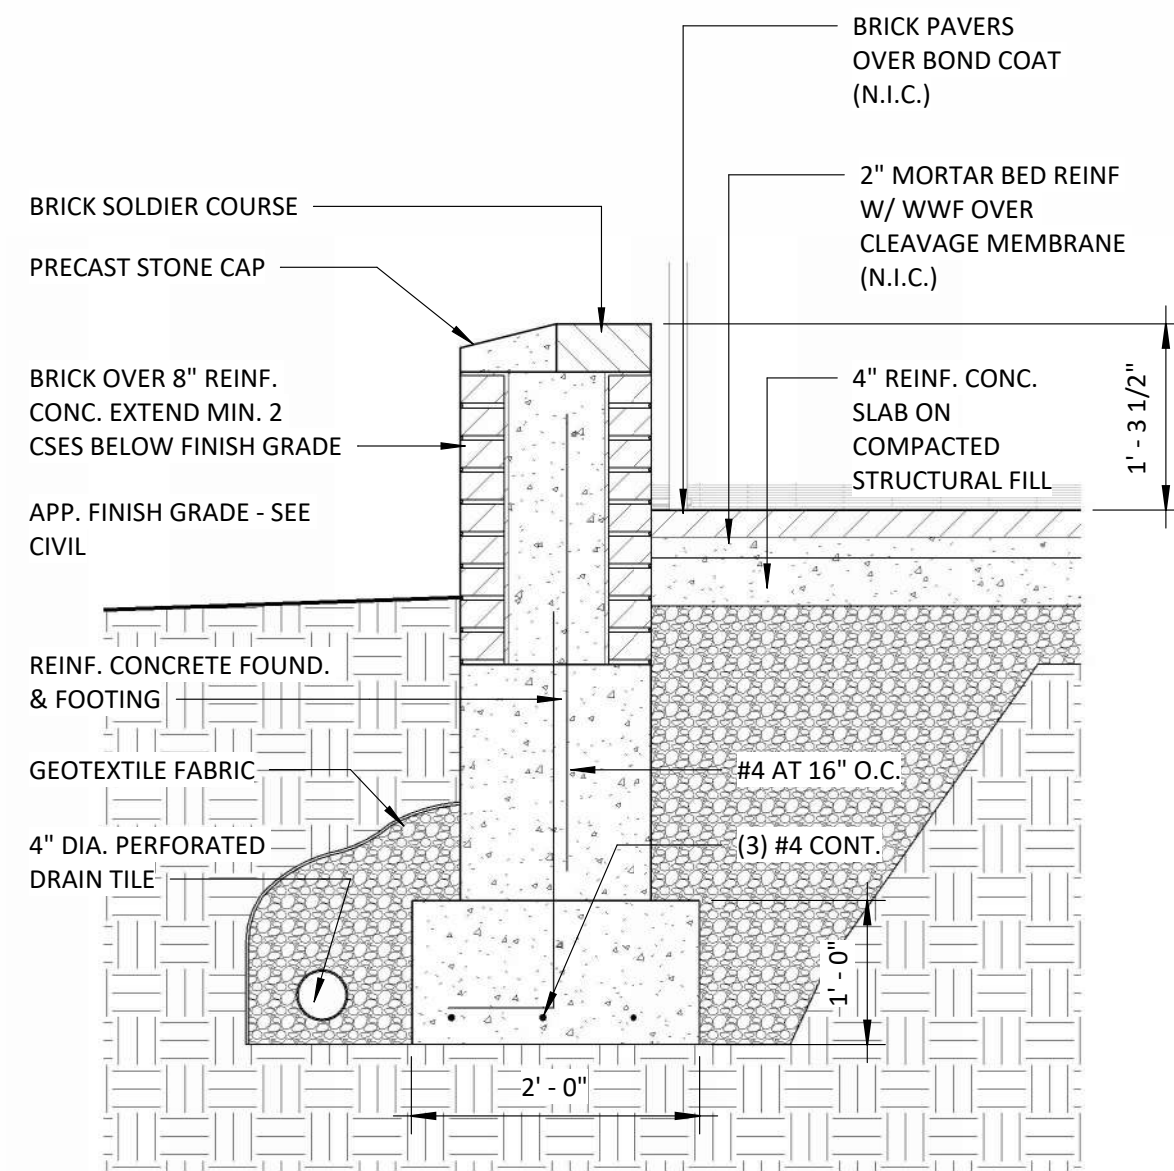 BRICK PAVERS
OVER BOND COAT
(N.I.C.)
2" MORTAR BED REINF
W/ WWF OVER
CLEAVAGE MEMBRANE
(N.I.C.)
BRICK SOLDIER COURSE
PRECAST STONE CAP
BRICK OVER 8" REINF.
CONC. EXTEND MIN. 2
CSES BELOW FINISH GRADE
4" REINF. CONC.
SLAB ON
COMPACTED
STRUCTURAL FILL
1' - 3 1/2"
APP. FINISH GRADE - SEE
CIVIL
REINF. CONCRETE FOUND.
& FOOTING
GEOTEXTILE FABRIC
#4 AT 16" O.C.
4" DIA. PERFORATED
DRAIN TILE
(3) #4 CONT.
1' - 0"
2' - 0"